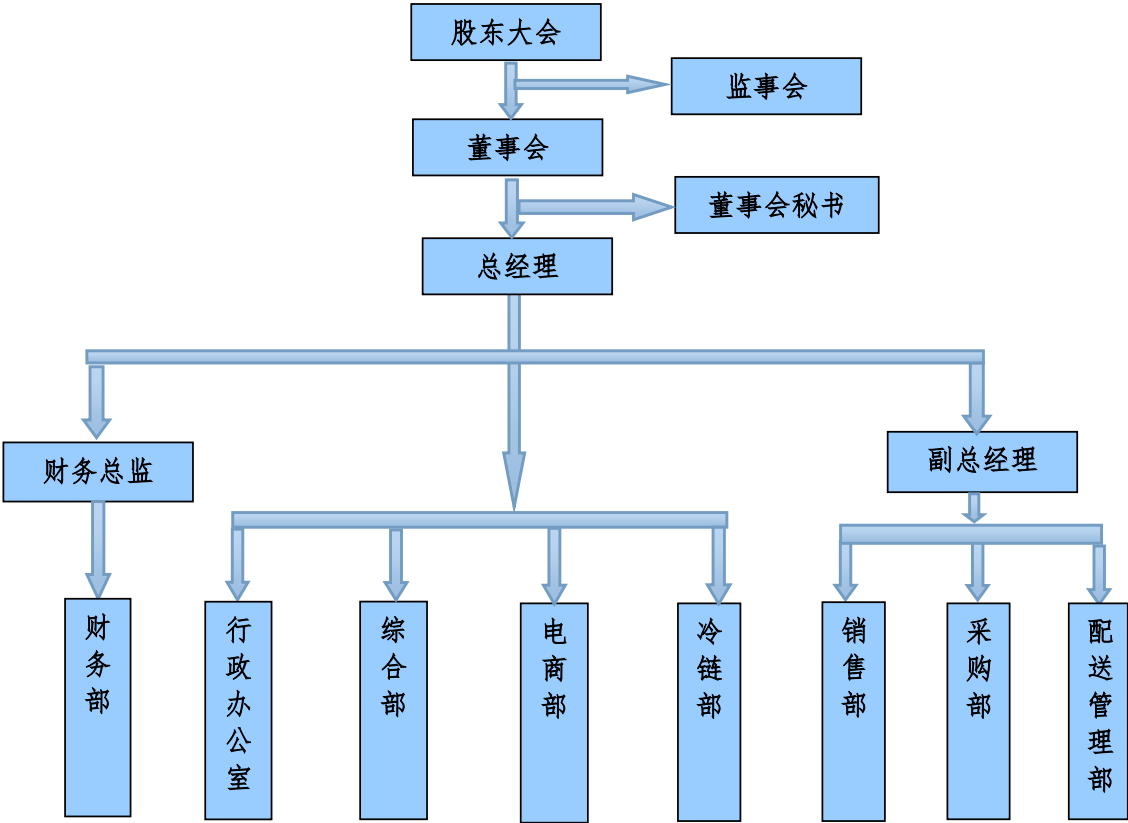 股东大会
监事会
董事会
董事会秘书
总经理
财务总监
副总经理
财务部
行政办公室
综合部
电商部
冷链部
销售部
采购部
配送管理部